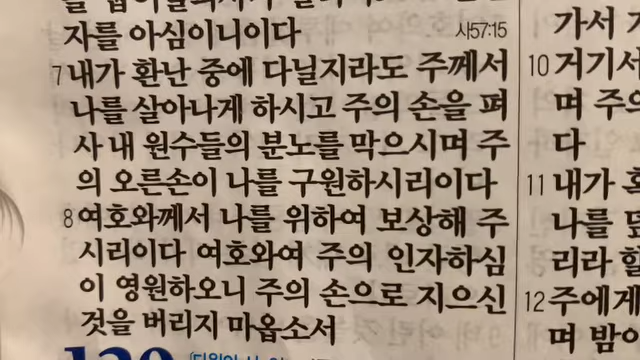 자를 아심이니이다 사57:15
7 내가 환난 중에 다닐지라도 주께서
나를 살아나게 하시고 주의 손을 펴
사 내 원수들의 분노를 막으시며 주
의 오른손이 나를 구원하시리이다
8 여호와께서 나를 위하여 보상해 주
시리이다 여호와여 주의 인자하심
이 영원하오니 주의 손으로 지으신
것을 버리지 마옵소서
가서
10 거기서
며 주의
다
11 내가
나를
리라
12 주에게
며 밤이